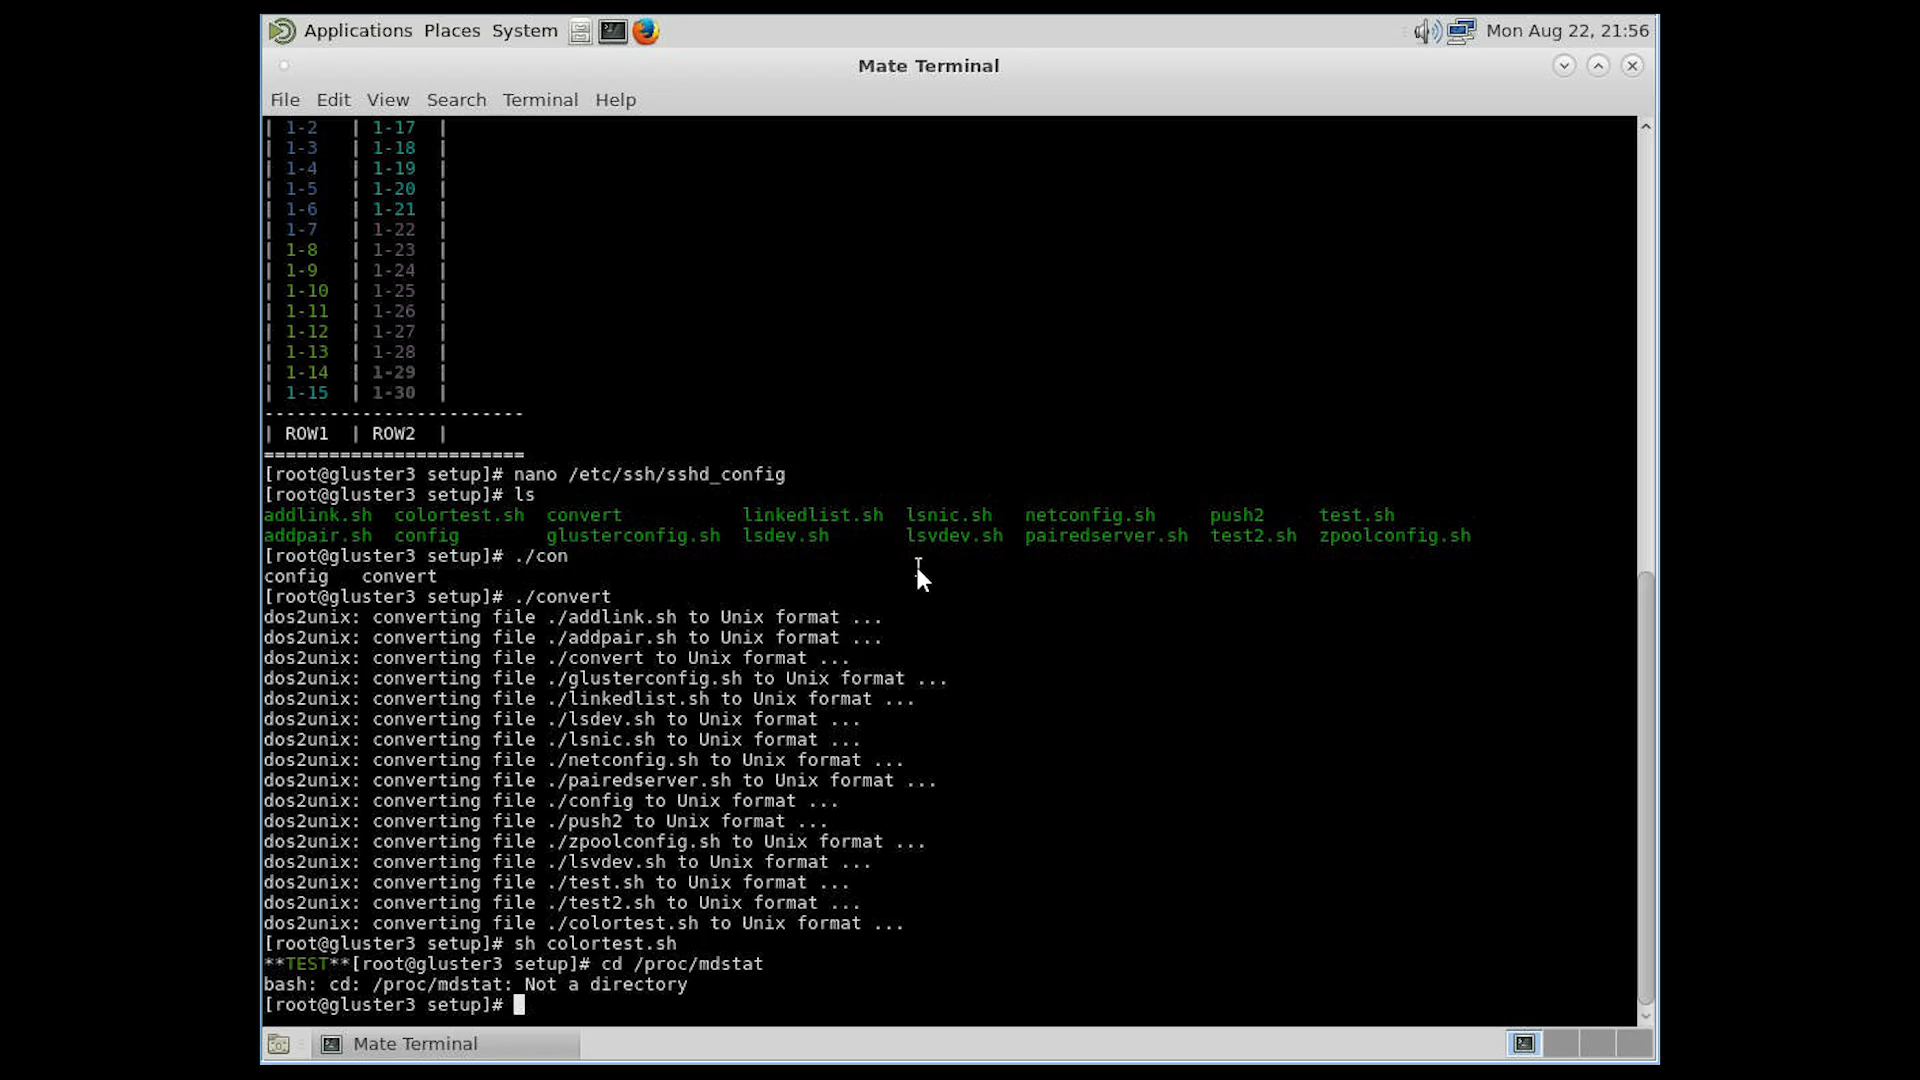 Applications Places System Mon Aug 22, 21:56
Mate Terminal
File Edit View Search Terminal Help
| 1-2 | 1-17 |
| 1-3 | 1-18 |
| 1-4 | 1-19 |
| 1-5 | 1-20 |
| 1-6 | 1-21 |
| 1-7 | 1-22 |
| 1-8 | 1-23 |
| 1-9 | 1-24 |
| 1-10 | 1-25 |
| 1-11 | 1-26 |
| 1-12 | 1-27 |
| 1-13 | 1-28 |
| 1-14 | 1-29 |
| 1-15 | 1-30 |
------------------------
| ROW1 | ROW2 |
========================
[root@gluster3 setup]# nano /etc/ssh/sshd_config
[root@gluster3 setup]# ls
addlink.sh colortest.sh convert linkedlist.sh lsnic.sh netconfig.sh push2 test.sh
addpair.sh config glusterconfig.sh lsdev.sh lsvdev.sh pairedserver.sh test2.sh zpoolconfig.sh
[root@gluster3 setup]# ./con
config convert
[root@gluster3 setup]# ./convert
dos2unix: converting file ./addlink.sh to Unix format ...
dos2unix: converting file ./addpair.sh to Unix format ...
dos2unix: converting file ./convert to Unix format ...
dos2unix: converting file ./glusterconfig.sh to Unix format ...
dos2unix: converting file ./linkedlist.sh to Unix format ...
dos2unix: converting file ./lsdev.sh to Unix format ...
dos2unix: converting file ./lsnic.sh to Unix format ...
dos2unix: converting file ./netconfig.sh to Unix format ...
dos2unix: converting file ./pairedserver.sh to Unix format ...
dos2unix: converting file ./config to Unix format ...
dos2unix: converting file ./push2 to Unix format ...
dos2unix: converting file ./zpoolconfig.sh to Unix format ...
dos2unix: converting file ./lsvdev.sh to Unix format ...
dos2unix: converting file ./test.sh to Unix format ...
dos2unix: converting file ./test2.sh to Unix format ...
dos2unix: converting file ./colortest.sh to Unix format ...
[root@gluster3 setup]# sh colortest.sh
**TEST**[root@gluster3 setup]# cd /proc/mdstat
bash: cd: /proc/mdstat: Not a directory
[root@gluster3 setup]#
Mate Terminal